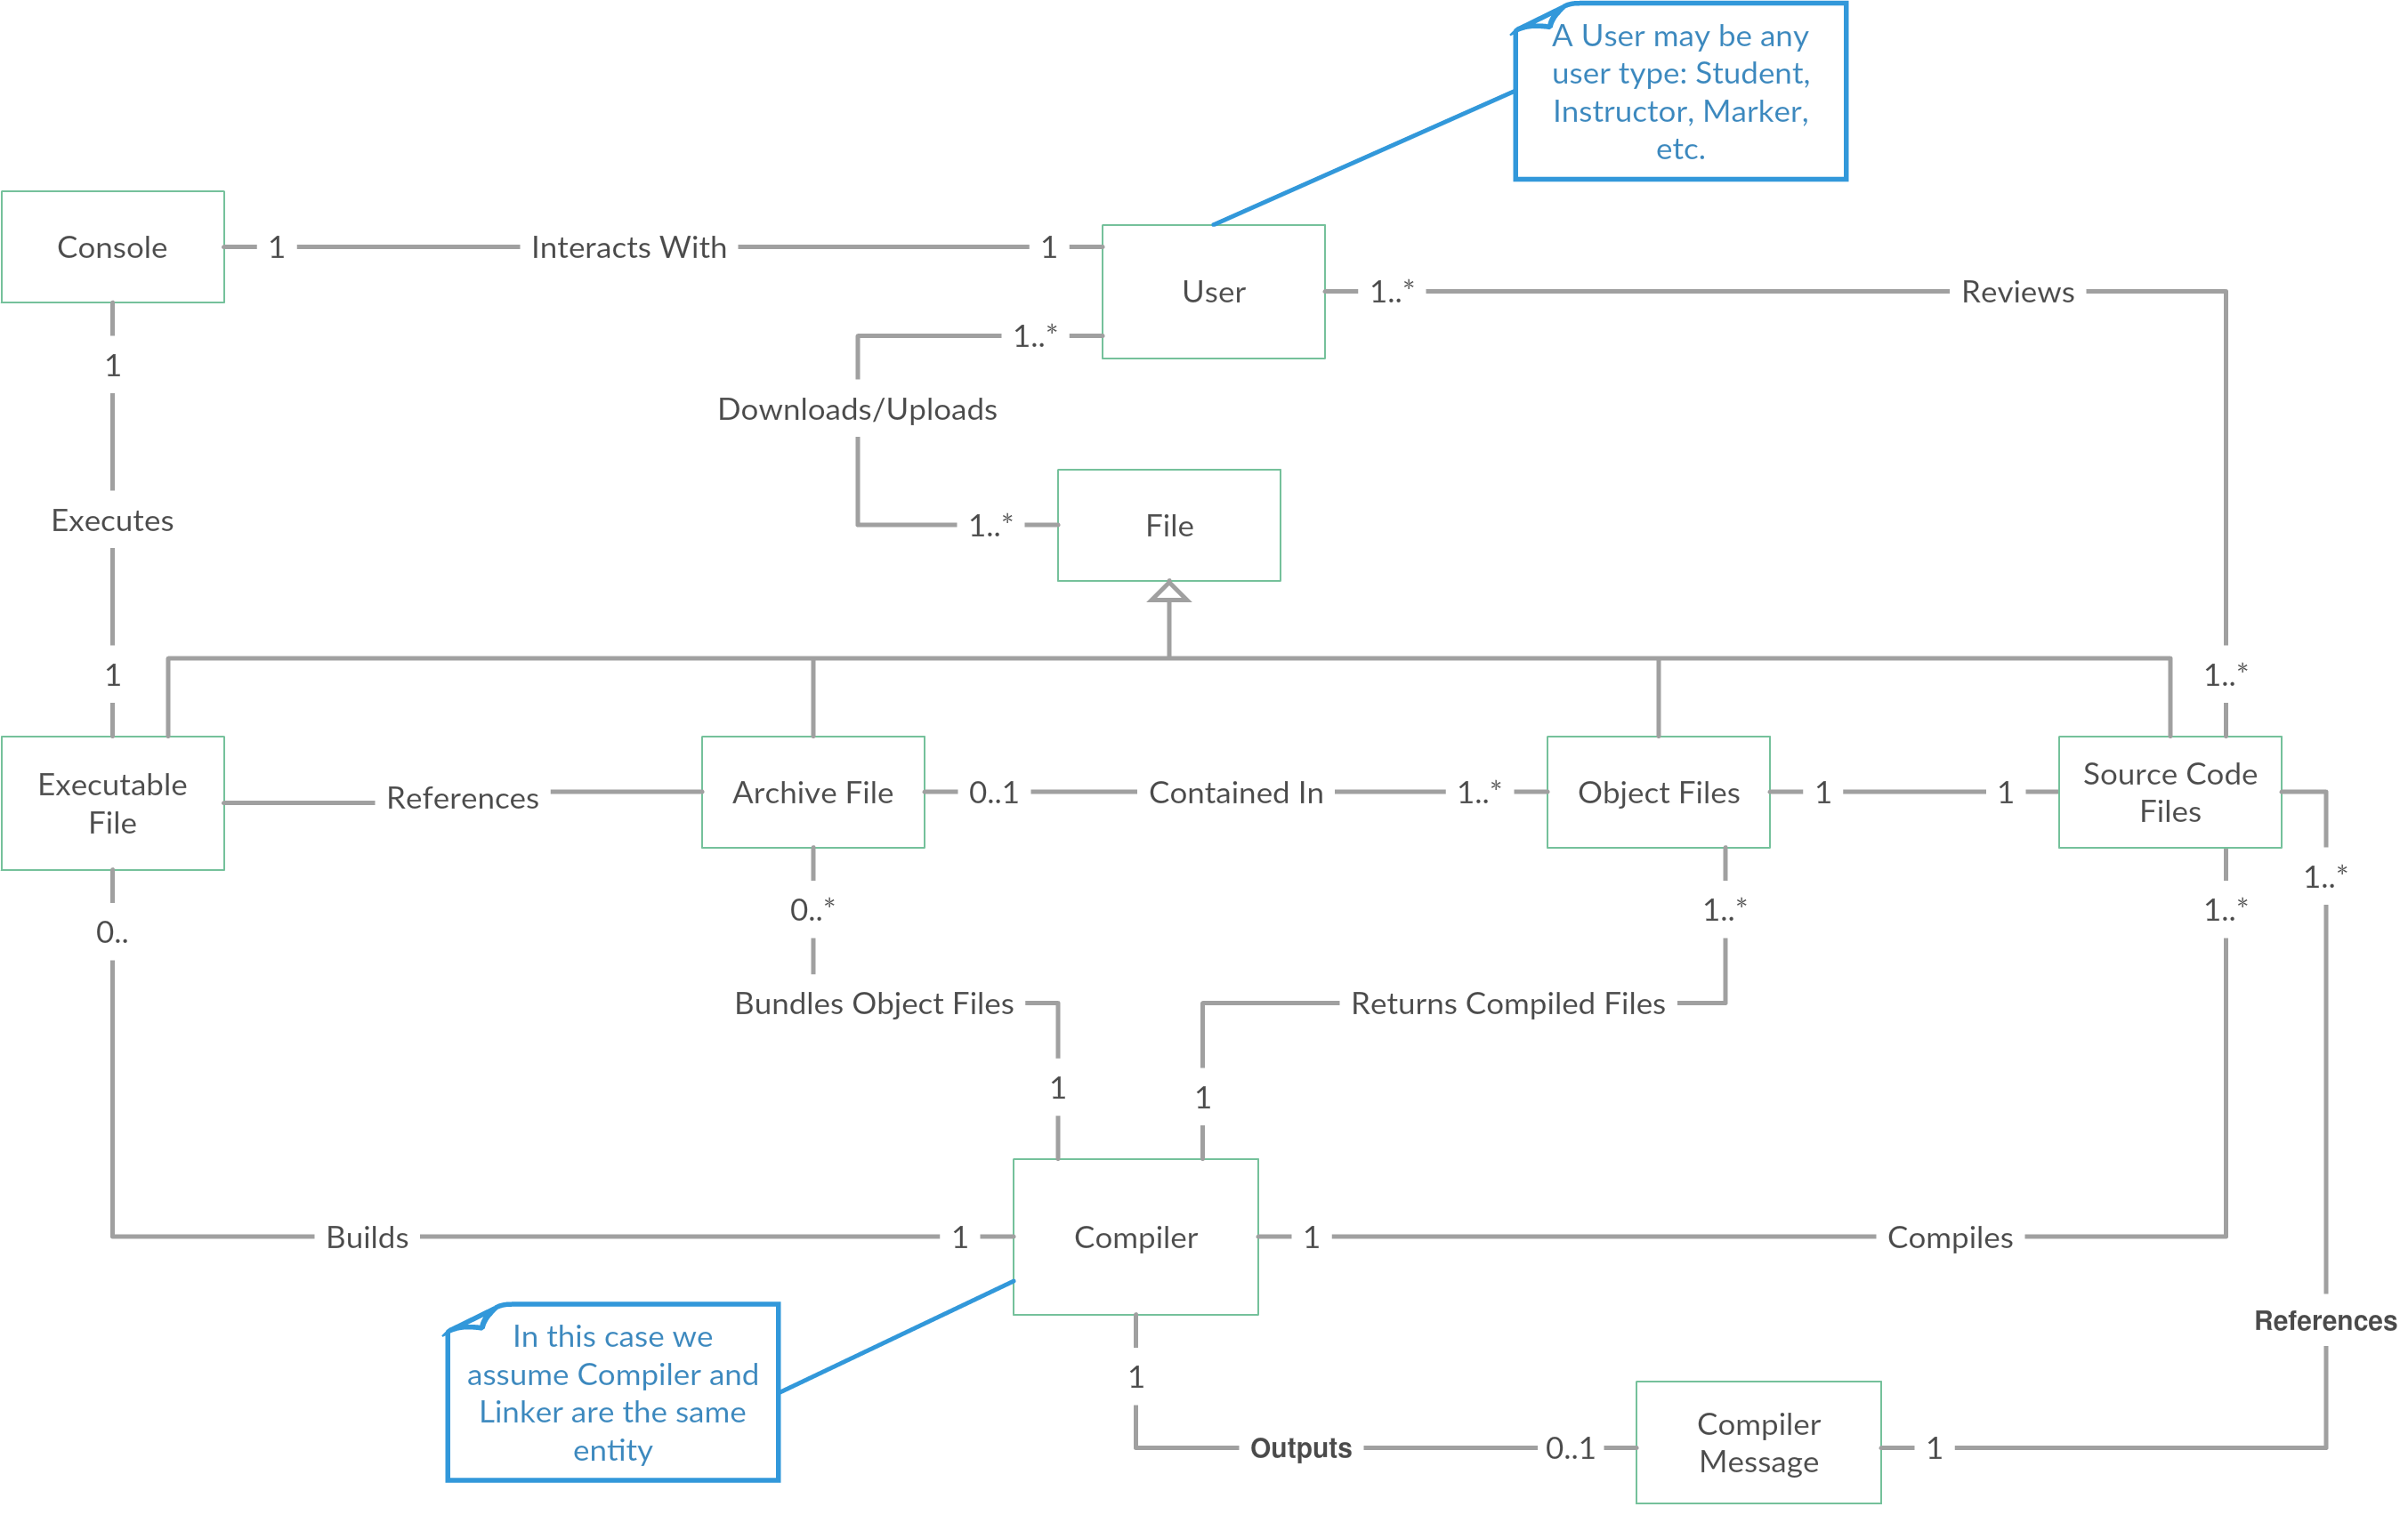 A User may be any
user type: Student,
Instructor, Marker,
etc.
Console
1
Interacts With
1
User
1..*
Reviews
1
1..*
Downloads/Uploads
1..*
File
Executes
1
1..*
Executable
File
References
Archive File
0..1
Contained In
1..*
Object Files
1
1
Source Code
Files
1..*
0..
0..*
1..*
1..*
Bundles Object Files
Returns Compiled Files
1
1
Builds
1
Compiler
1
Compiles
References
In this case we
assume Compiler and
Linker are the same
entity
1
Outputs
0..1
Compiler
Message
1